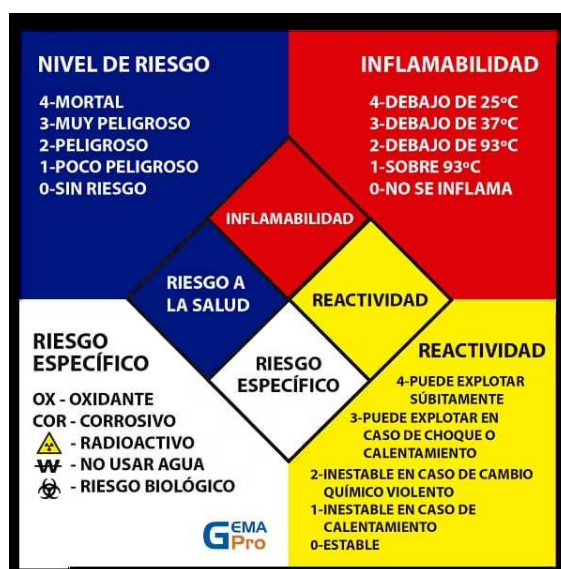 NIVEL DE RIESGO
4-MORTAL
3-MUY PELIGROSO
2-PELIGROSO
1-POCO PELIGROSO
0-SIN RIESGO
INFLAMABILIDAD
4-DEBAJO DE 25ºC
3-DEBAJO DE 37ºC
2-DEBAJO DE 93ºC
1-SOBRE 93ºC
0-NO SE INFLAMA
INFLAMABILIDAD
RIESGO A
LA SALUD
REACTIVIDAD
RIESGO
ESPECÍFICO
RIESGO
ESPECÍFICO
OX - OXIDANTE
COR - CORROSIVO
- RADIOACTIVO
W - NO USAR AGUA
- RIESGO BIOLÓGICO
GEMA
Pro
REACTIVIDAD
4-PUEDE EXPLOTAR
SÚBITAMENTE
3-PUEDE EXPLOTAR EN
CASO DE CHOQUE O
CALENTAMIENTO
2-INESTABLE EN CASO DE CAMBIO
QUÍMICO VIOLENTO
1-INESTABLE EN CASO DE
CALENTAMIENTO
0-ESTABLE